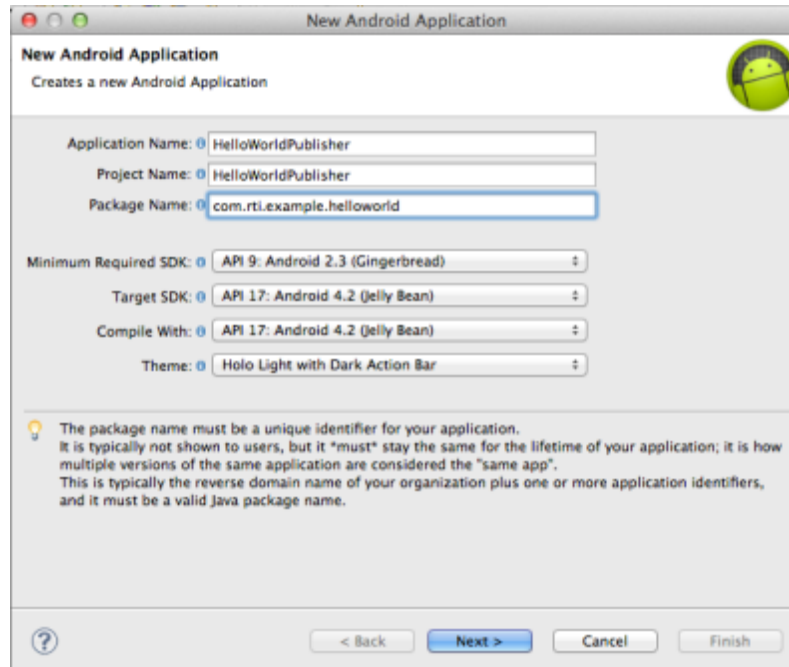 New Android Application
New Android Application
Creates a new Android Application
Application Name: HelloWorldPublisher
Project Name: HelloWorldPublisher
Package Name: com.rti.example.helloworld
Minimum Required SDK: API 9: Android 2.3 (Gingerbread)
Target SDK: API 17: Android 4.2 (Jelly Bean)
Compile With: API 17: Android 4.2 (Jelly Bean)
Theme: Holo Light with Dark Action Bar
The package name must be a unique identifier for your application.
It is typically not shown to users, but it *must* stay the same for the lifetime of your application; it is how
multiple versions of the same application are considered the "same app".
This is typically the reverse domain name of your organization plus one or more application identifiers,
and it must be a valid Java package name.
? < Back Next > Cancel Finish